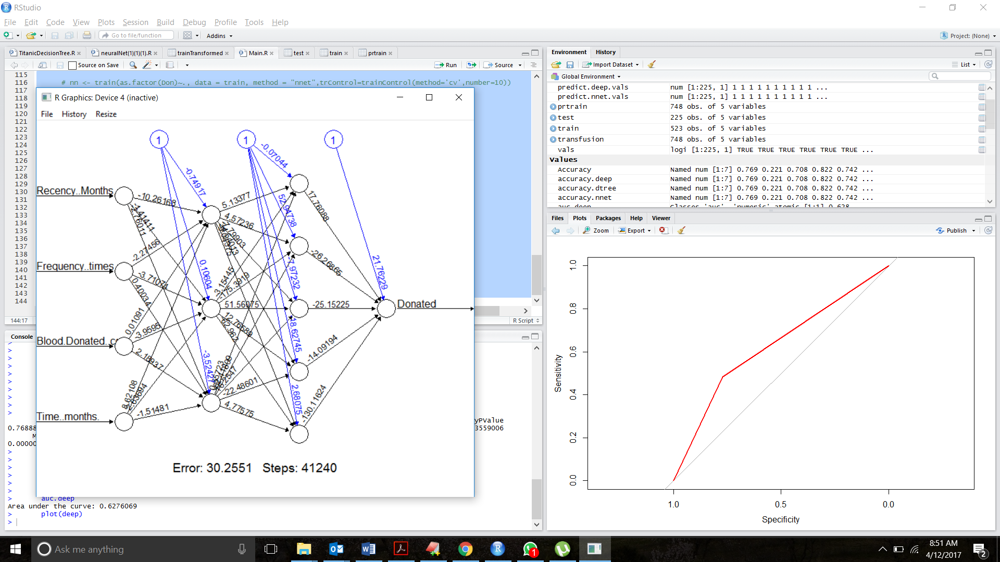 RStudio
File Edit Code View Plots Session Build Debug Profile Tools Help
Go to file/function Addins Project: (None)
TitanicDecisionTree.R neuralNet(1)(1)(1).R trainTransformed Main.R test train prtrain
Source on Save Run Source
115
116 # nn <- train(as.factor(Don)~., data = train, method = "nnet",trControl=trainControl(method='cv',number=10))
117
118
119
120
121
122
123
124
125
126
127
128
129
130
131
132
133
134
135
136
137
138
139
140
141
142
143
144
144:17 R Script
R Graphics: Device 4 (inactive)
File History Resize
1 1 1
Recency..Months
Frequency..times
Blood.Donated..c
Time..months.
-0.74917
0.10604
-3.52427
-0.07044
52.94738
-7.97232
18.62745
2.68075
21.76229
-10.26168
-1.41411
-2.27456
-3.71074
0.40034
0.01091
-3.9595
2.18937
8.62108
2.63694
-1.51481
5.13377
4.57236
-7.79903
3.15445
-175.3919
51.56075
12.76589
-22.48601
4.77575
17.76088
-26.26865
-25.15225
-14.09194
-130.11624
Donated
Error: 30.2551 Steps: 41240
Console
>
>
>
>
>
>
>
>
>
>
yPValue
0.7688 3559006
M
0.0000
>
>
>
>
>
>
> auc.deep
Area under the curve: 0.6276069
> plot(deep)
>
Environment History
Import Dataset List
Global Environment
predict.deep.vals num [1:225, 1] 1 1 1 1 1 1 1 1 1 1 ...
predict.nnet.vals num [1:225, 1] 1 1 1 1 1 1 1 1 1 1 ...
prtrain 748 obs. of 5 variables
test 225 obs. of 5 variables
train 523 obs. of 5 variables
transfusion 748 obs. of 5 variables
vals logi [1:225, 1] TRUE TRUE TRUE TRUE TRUE TRUE ...
Values
Accuracy Named num [1:7] 0.769 0.221 0.708 0.822 0.742 ...
accuracy.deep Named num [1:7] 0.769 0.221 0.708 0.822 0.742 ...
accuracy.dtree Named num [1:7] 0.769 0.221 0.708 0.822 0.742 ...
accuracy.nnet Named num [1:7] 0.769 0.221 0.708 0.822 0.742 ...
auc.deep Classes 'auc', 'numeric' atomic [1:1] 0.628
Files Plots Packages Help Viewer
Zoom Export Publish
Sensitivity
1.0
0.8
0.6
0.4
0.2
0.0
1.0 0.5 0.0
Specificity
Ask me anything
1
8:51 AM
4/12/2017
2